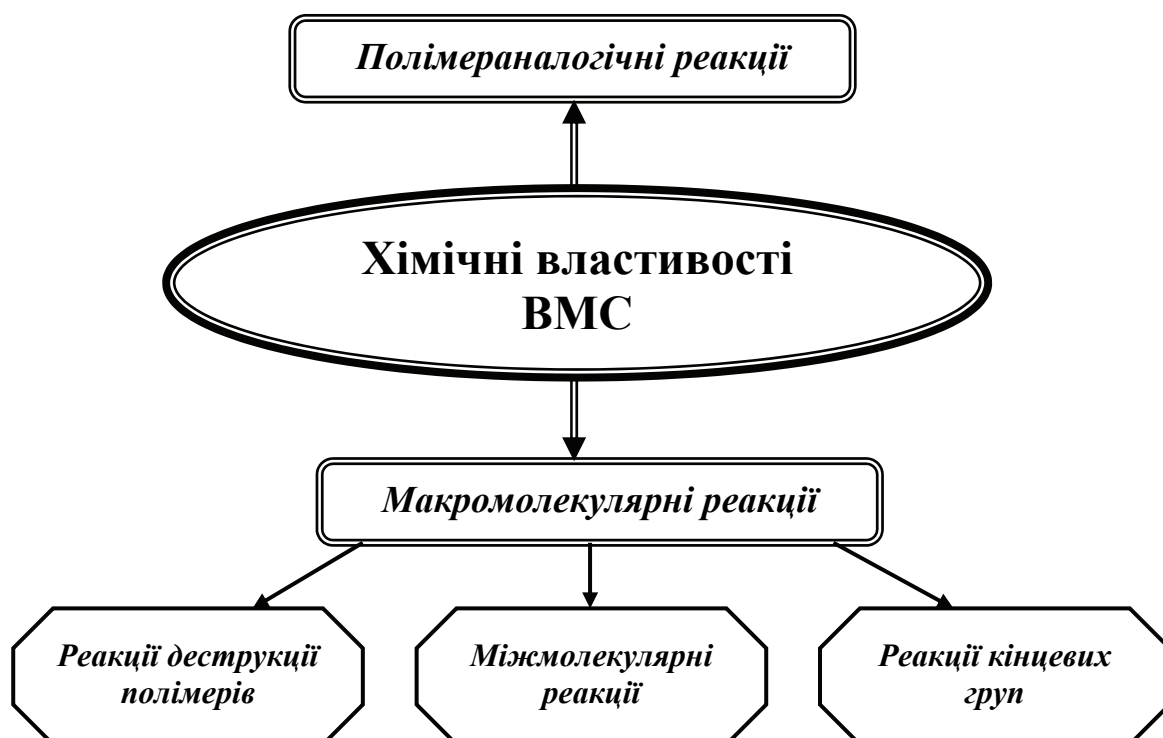 Полімераналогічні реакції
Хімічні властивості
ВМС
Макромолекулярні реакції
Реакції деструкції
полімерів
Міжмолекулярні
реакції
Реакції кінцевих
груп